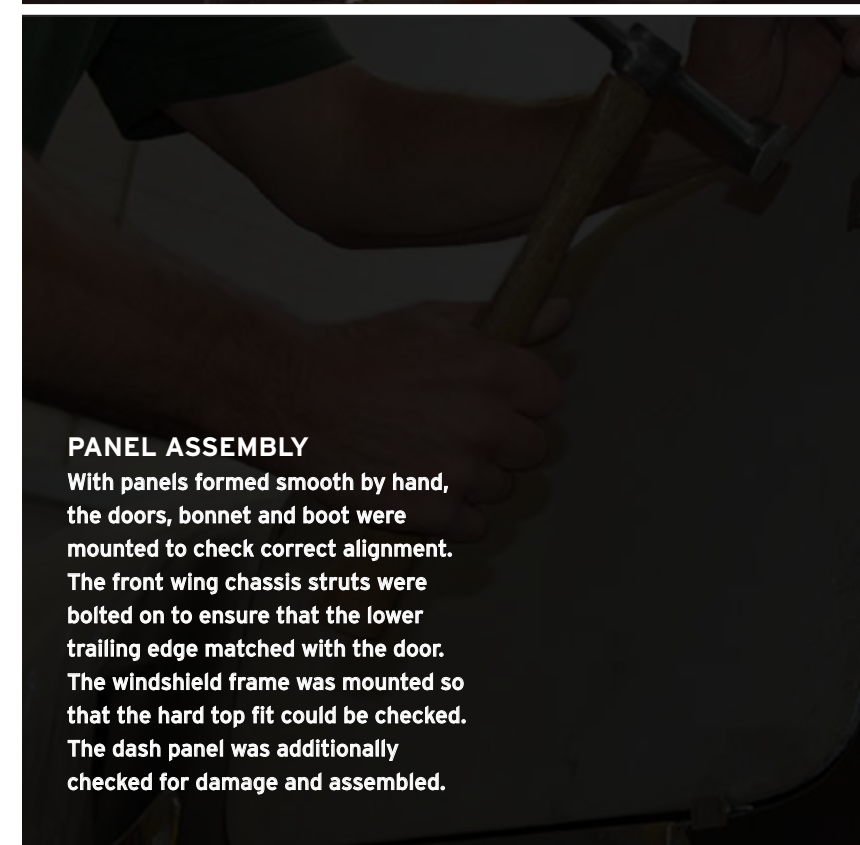 PANEL ASSEMBLY
With panels formed smooth by hand,
the doors, bonnet and boot were
mounted to check correct alignment.
The front wing chassis struts were
bolted on to ensure that the lower
trailing edge matched with the door.
The windshield frame was mounted so
that the hard top fit could be checked.
The dash panel was additionally
checked for damage and assembled.